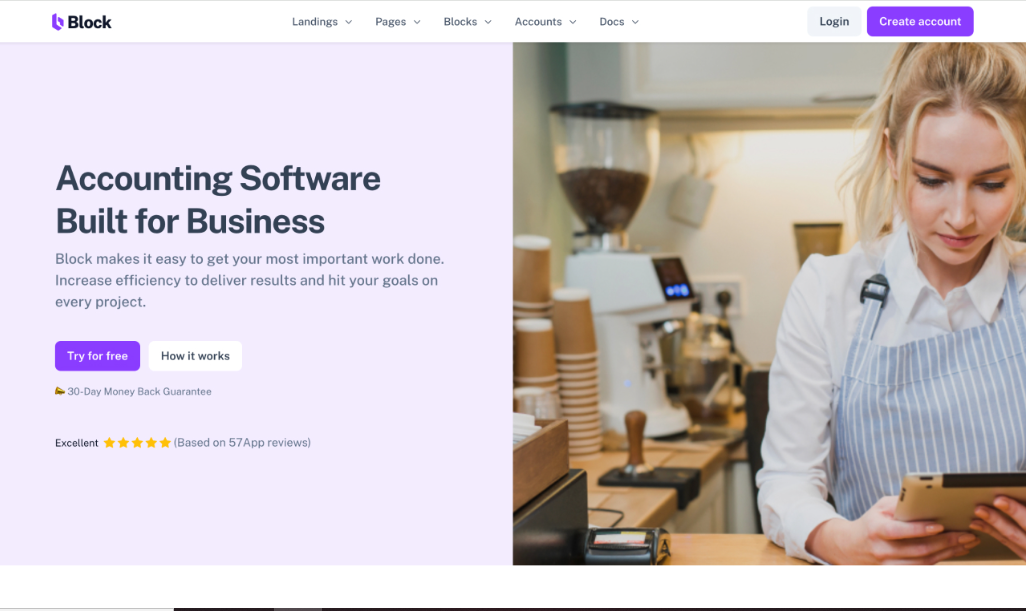 Block
Landings
Pages
Blocks
Accounts
Docs
Login
Create account
Accounting Software
Built for Business
Block makes it easy to get your most important work done.
Increase efficiency to deliver results and hit your goals on
every project.
Try for free
How it works
30-Day Money Back Guarantee
Excellent
(Based on 57App reviews)